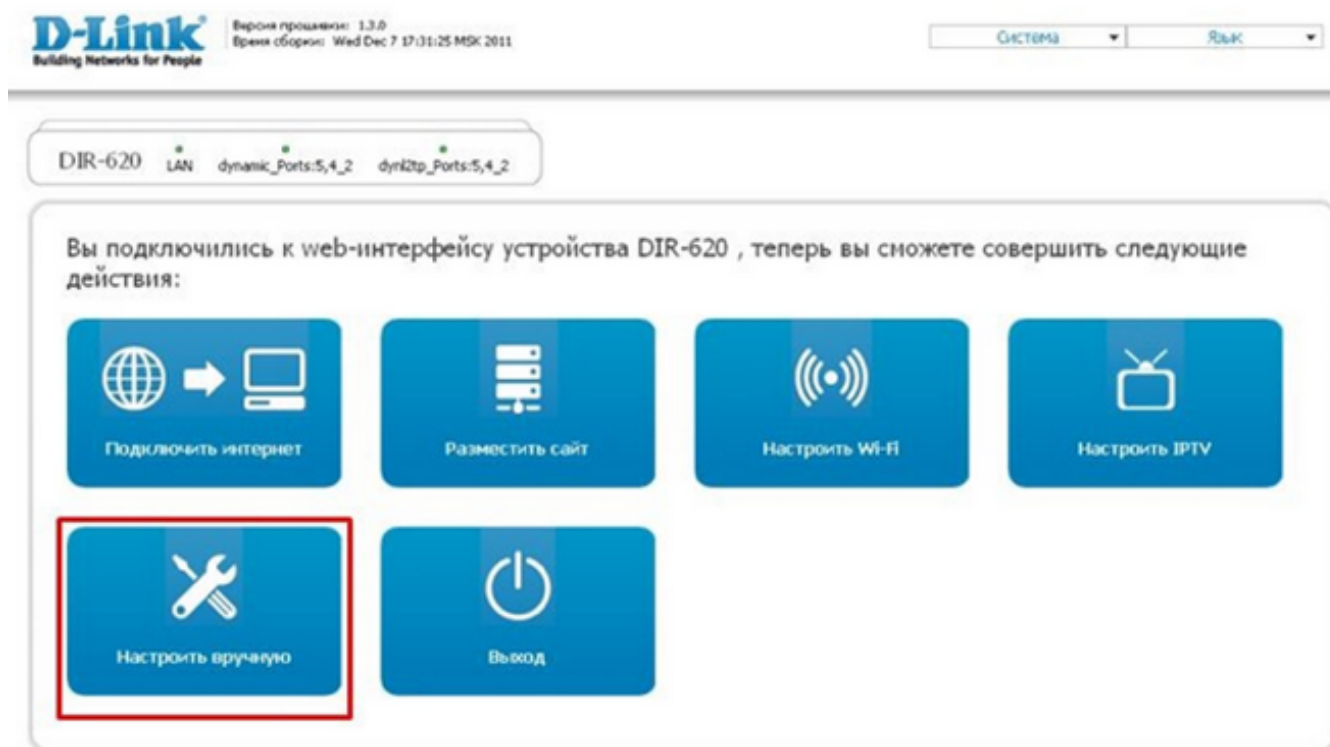 D-Link
Building Networks for People
Версия прошивки: 1.3.0
Время сборки: Wed Dec 7 17:31:25 MSK 2011
Система
Язык
DIR-620 LAN dynamic_Ports:5,4_2 dynl2tp_Ports:5,4_2
Вы подключились к web-интерфейсу устройства DIR-620 , теперь вы сможете совершить следующие
действия:
Подключить интернет
Разместить сайт
Настроить Wi-Fi
Настроить IPTV
Настроить вручную
Выход